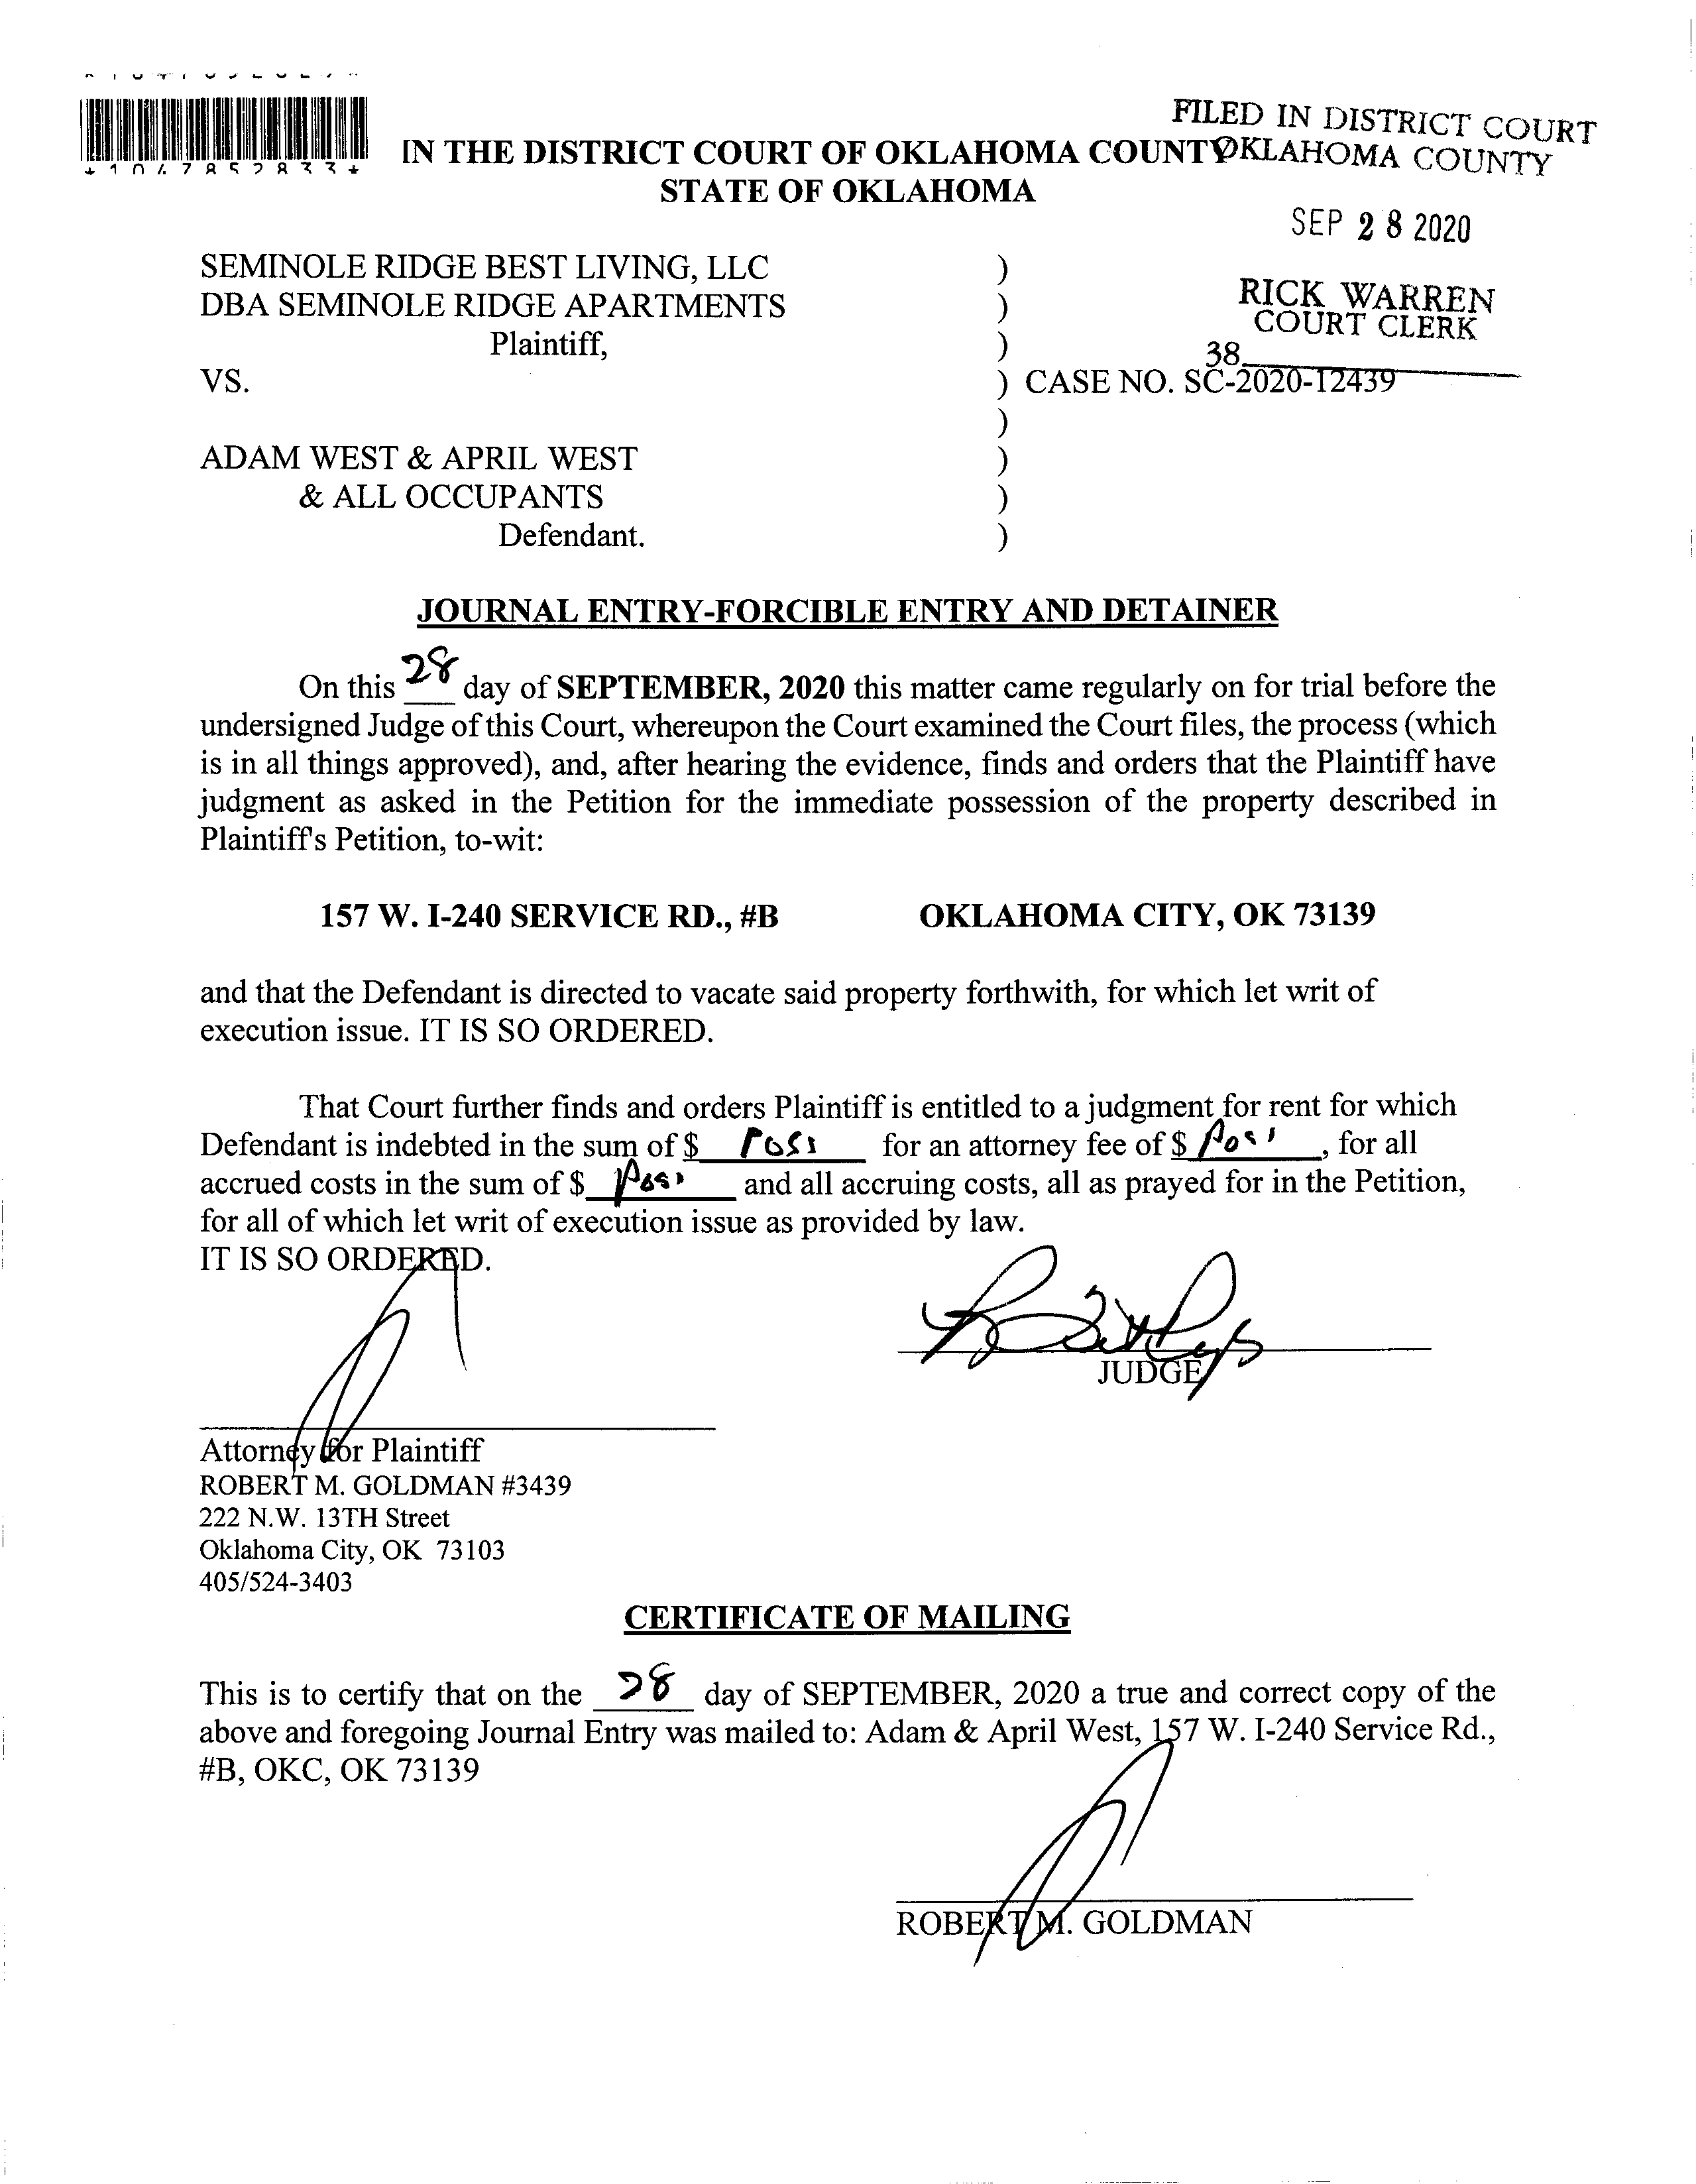 *1047852833*
FILED IN DISTRICT COURT
OKLAHOMA COUNTY
IN THE DISTRICT COURT OF OKLAHOMA COUNTY
STATE OF OKLAHOMA
SEP 28 2020
RICK WARREN
COURT CLERK
38
SEMINOLE RIDGE BEST LIVING, LLC )
DBA SEMINOLE RIDGE APARTMENTS )
Plaintiff, )
VS. ) CASE NO. SC-2020-12439
)
ADAM WEST & APRIL WEST )
& ALL OCCUPANTS )
Defendant. )
JOURNAL ENTRY-FORCIBLE ENTRY AND DETAINER
On this 28 day of SEPTEMBER, 2020 this matter came regularly on for trial before the
undersigned Judge of this Court, whereupon the Court examined the Court files, the process (which
is in all things approved), and, after hearing the evidence, finds and orders that the Plaintiff have
judgment as asked in the Petition for the immediate possession of the property described in
Plaintiff's Petition, to-wit:
157 W. I-240 SERVICE RD., #B OKLAHOMA CITY, OK 73139
and that the Defendant is directed to vacate said property forthwith, for which let writ of
execution issue. IT IS SO ORDERED.
That Court further finds and orders Plaintiff is entitled to a judgment for rent for which
Defendant is indebted in the sum of $ Poss for an attorney fee of $ Poss, for all
accrued costs in the sum of $ Poss and all accruing costs, all as prayed for in the Petition,
for all of which let writ of execution issue as provided by law.
IT IS SO ORDERED.
JUDGE
Attorney for Plaintiff
ROBERT M. GOLDMAN #3439
222 N.W. 13TH Street
Oklahoma City, OK 73103
405/524-3403
CERTIFICATE OF MAILING
This is to certify that on the 28 day of SEPTEMBER, 2020 a true and correct copy of the
above and foregoing Journal Entry was mailed to: Adam & April West, 157 W. I-240 Service Rd.,
#B, OKC, OK 73139
ROBERT M. GOLDMAN